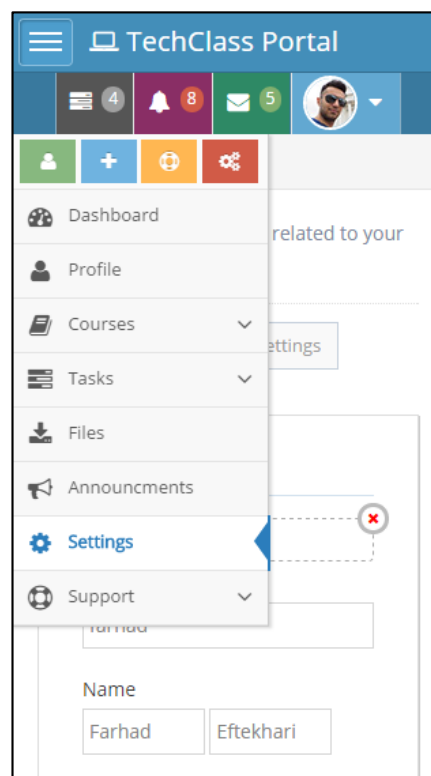 TechClass Portal
4 8 5
Dashboard
related to your
Profile
Courses
ettings
Tasks
Files
Announcments
Settings
Support
farhad
Name
Farhad Eftekhari